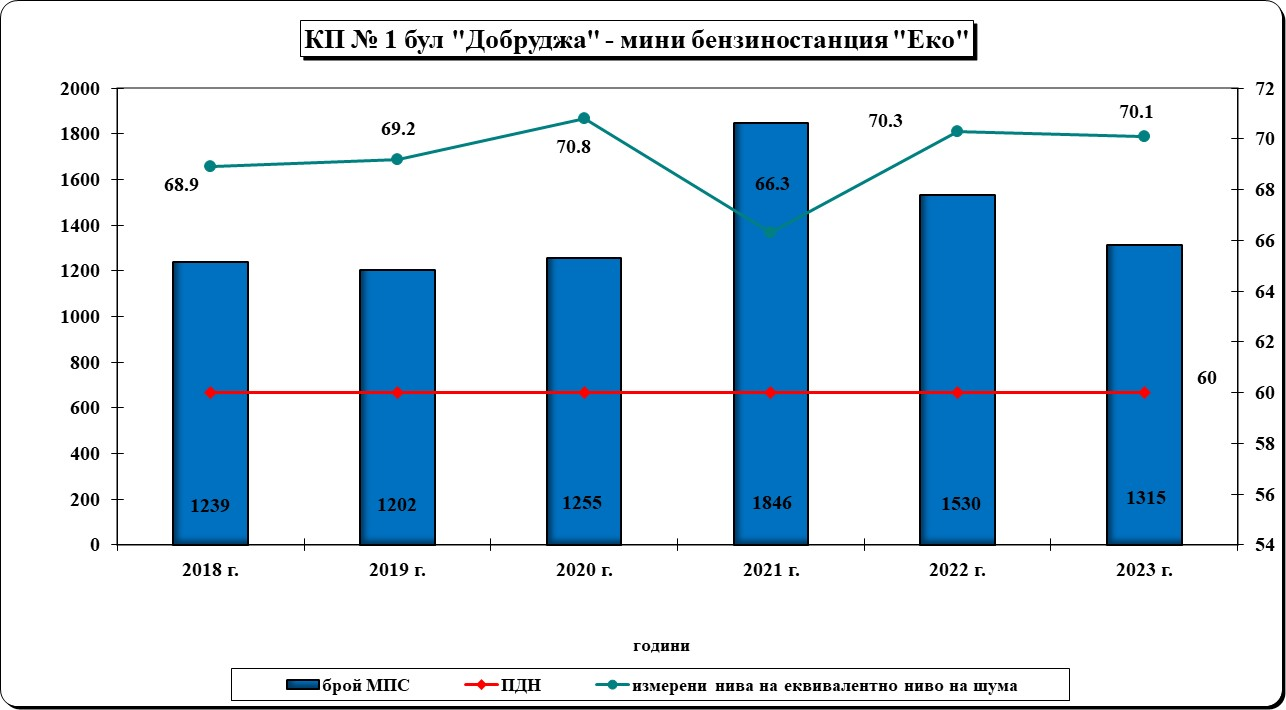 КП № 1 бул "Добруджа" - мини бензиностанция "Еко"
2000 72
1800 70
1600 68
1400 66
1200 64
1000 62
800 60
600 58
400 56
200 54
0
68.9 69.2 70.8 66.3 70.3 70.1
60
1239 1202 1255 1846 1530 1315
2018 г. 2019 г. 2020 г. 2021 г. 2022 г. 2023 г.
години
брой МПС ПДН измерени нива на еквивалентно ниво на шума